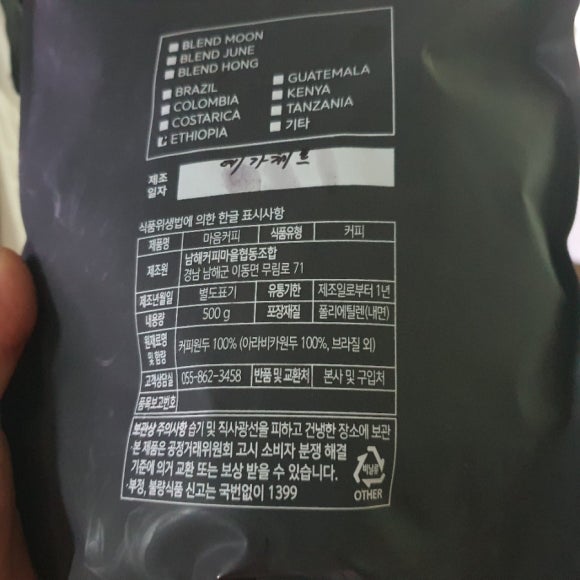 BLEND MOON
BLEND JUNE
BLEND HONG
BRAZIL
COLOMBIA
COSTARICA
ETHIOPIA
GUATEMALA
KENYA
TANZANIA
기타
제조
일자
식품위생법에 의한 한글 표시사항
제품명 마음커피 식품유형 커피
제조원 남해커피마을협동조합
경남 남해군 이동면 무림로 71
제조년월일 별도표기 유통기한 제조일로부터 1년
내용량 500 g 포장재질 폴리에틸렌(내면)
원재료명
및 함량
커피원두 100% (아라비카원두 100%, 브라질 외)
고객상담실 055-862-3458 반품 및 교환처 본사 및 구입처
품목보고번호
보관상 주의사항 습기 및 직사광선을 피하고 건냉한 장소에 보관
·본 제품은 공정거래위원회 고시 소비자 분쟁 해결
기준에 의거 교환 또는 보상 받을 수 있습니다.
·부정, 불량식품 신고는 국번없이 1399
비닐류
OTHER